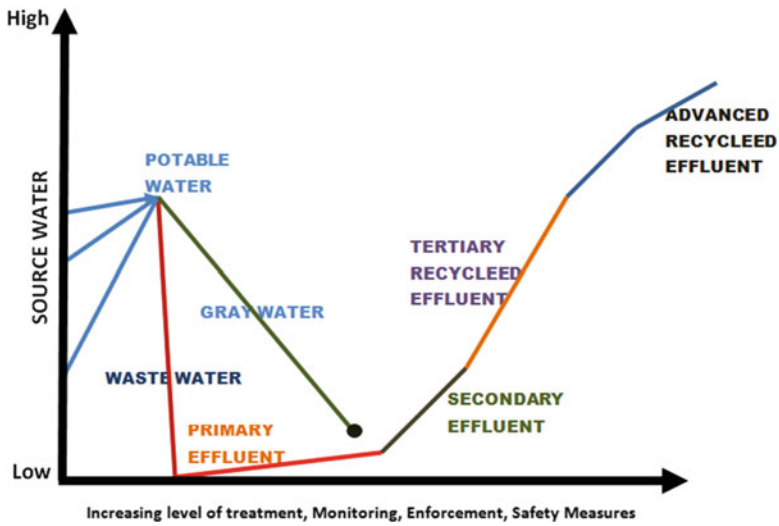 High
POTABLE
WATER
ADVANCED
RECYCLEED
EFFLUENT
SOURCE WATER
TERTIARY
RECYCLEED
EFFLUENT
GRAY WATER
WASTE WATER
SECONDARY
EFFLUENT
PRIMARY
EFFLUENT
Low
Increasing level of treatment, Monitoring, Enforcement, Safety Measures